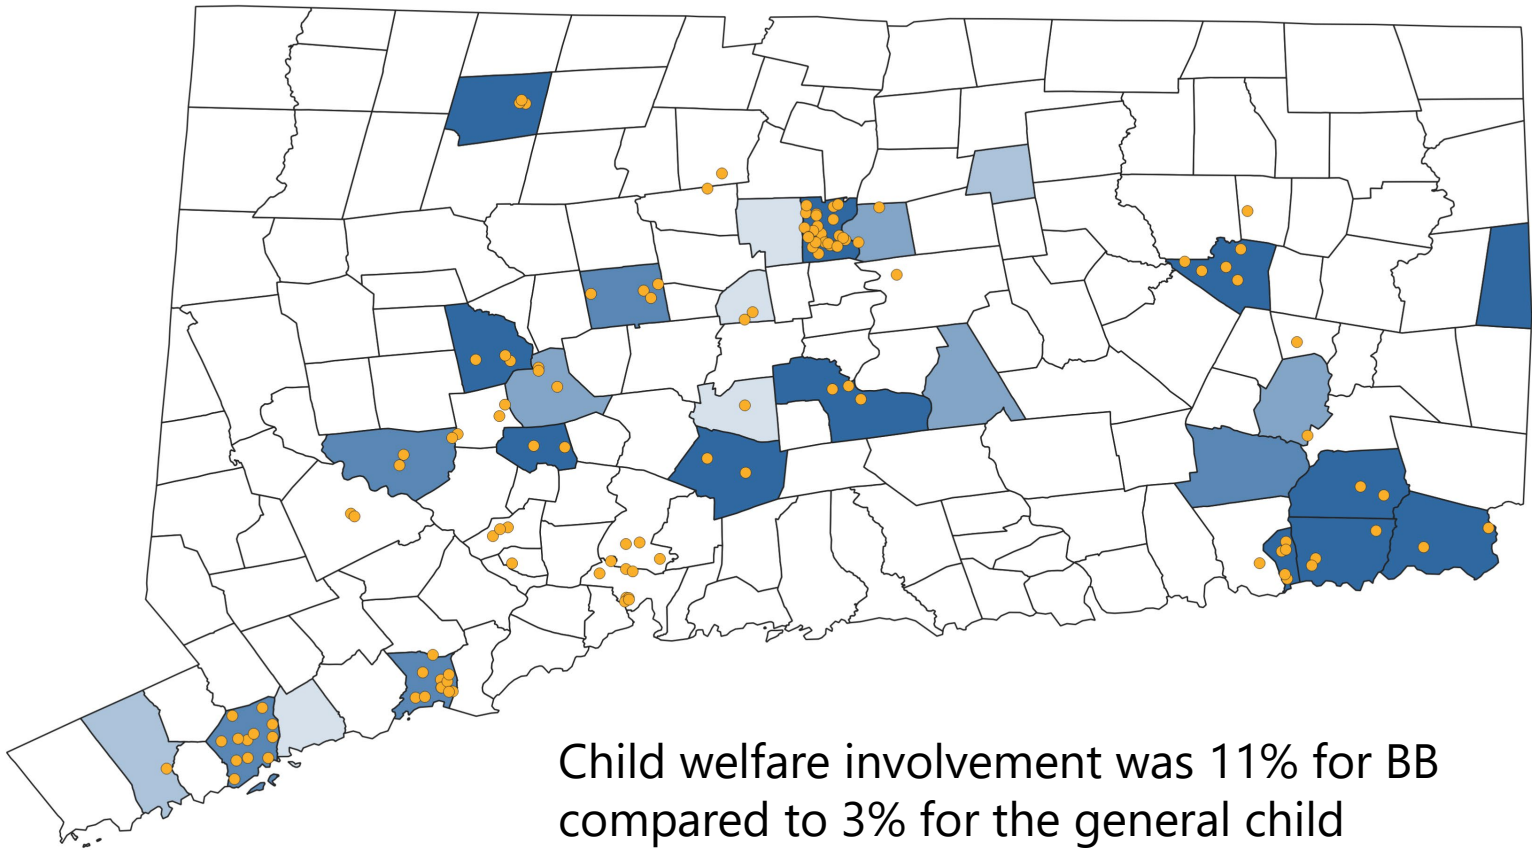 Child welfare involvement was 11% for BB
compared to 3% for the general child